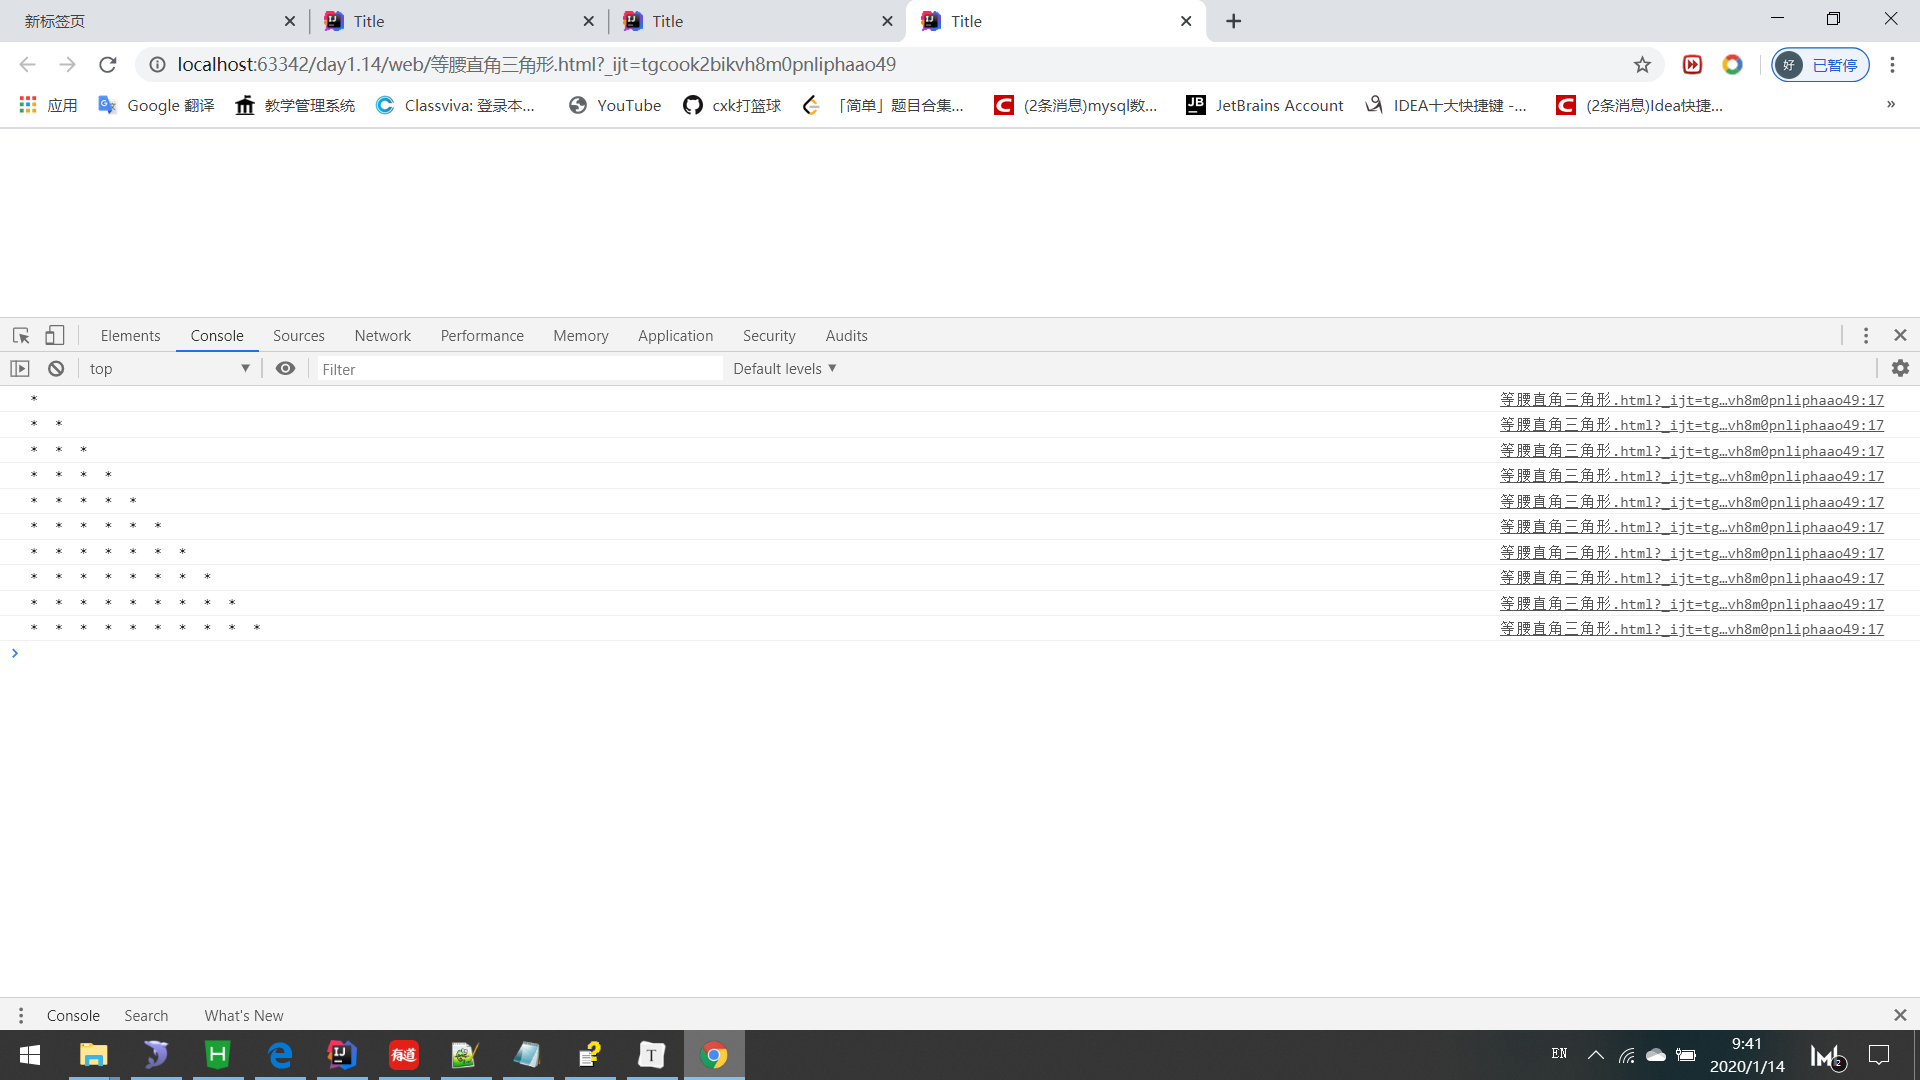 新标签页 Title Title Title
localhost:63342/day1.14/web/等腰直角三角形.html?_ijt=tgcook2bikvh8m0pnliphaao49 好 已暂停
应用 Google 翻译 教学管理系统 Classviva: 登录本... YouTube cxk打篮球 「简单」题目合集... (2条消息)mysql数... JetBrains Account IDEA十大快捷键 -... (2条消息)Idea快捷... »
Elements Console Sources Network Performance Memory Application Security Audits
top Filter Default levels
* 等腰直角三角形.html?_ijt=tg…vh8m0pnliphaao49:17
* * 等腰直角三角形.html?_ijt=tg…vh8m0pnliphaao49:17
* * * 等腰直角三角形.html?_ijt=tg…vh8m0pnliphaao49:17
* * * * 等腰直角三角形.html?_ijt=tg…vh8m0pnliphaao49:17
* * * * * 等腰直角三角形.html?_ijt=tg…vh8m0pnliphaao49:17
* * * * * * 等腰直角三角形.html?_ijt=tg…vh8m0pnliphaao49:17
* * * * * * * 等腰直角三角形.html?_ijt=tg…vh8m0pnliphaao49:17
* * * * * * * * 等腰直角三角形.html?_ijt=tg…vh8m0pnliphaao49:17
* * * * * * * * * 等腰直角三角形.html?_ijt=tg…vh8m0pnliphaao49:17
* * * * * * * * * * 等腰直角三角形.html?_ijt=tg…vh8m0pnliphaao49:17
Console Search What's New
EN 9:41
2020/1/14 2